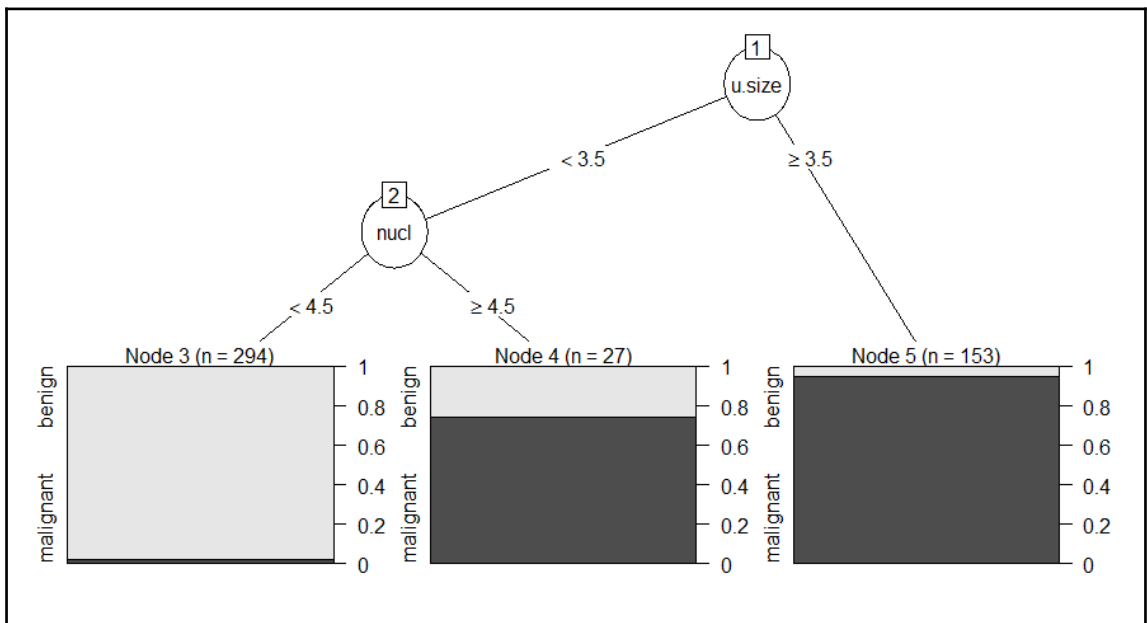 1
u.size
< 3.5
≥ 3.5
2
nucl
< 4.5
≥ 4.5
Node 3 (n = 294)
benign
malignant
1
0.8
0.6
0.4
0.2
0
Node 4 (n = 27)
benign
malignant
1
0.8
0.6
0.4
0.2
0
Node 5 (n = 153)
benign
malignant
1
0.8
0.6
0.4
0.2
0